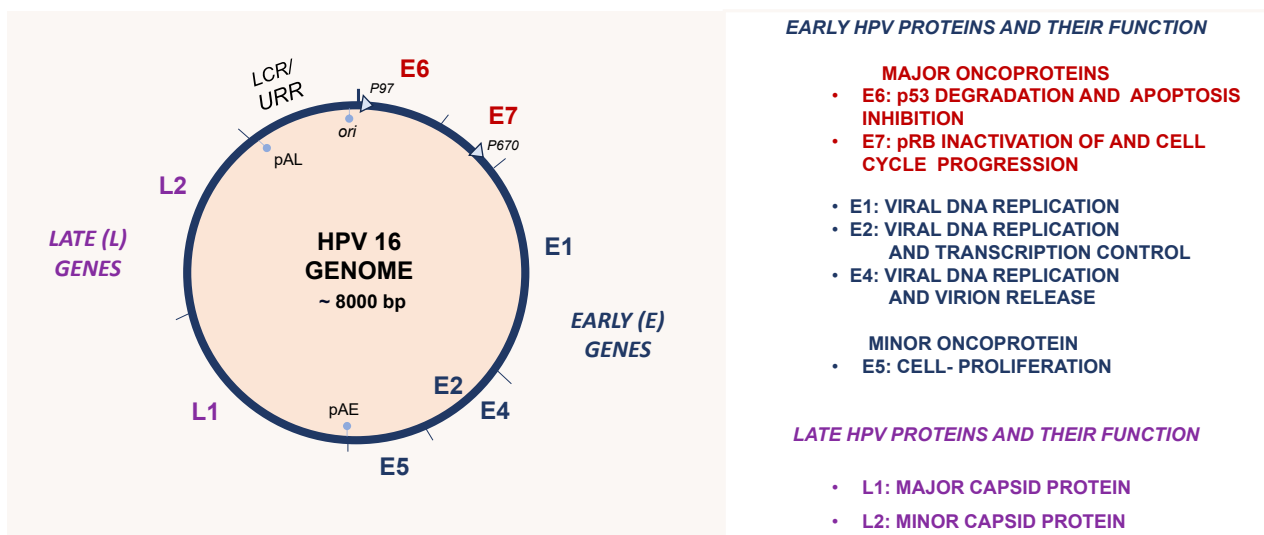 LCR/
URR
E6
P97
ori
E7
P670
pAL
L2
LATE (L)
GENES
HPV 16
GENOME
~ 8000 bp
E1
EARLY (E)
GENES
E2
E4
L1
pAE
E5
EARLY HPV PROTEINS AND THEIR FUNCTION
MAJOR ONCOPROTEINS
• E6: p53 DEGRADATION AND APOPTOSIS
INHIBITION
• E7: pRB INACTIVATION OF AND CELL
CYCLE PROGRESSION
• E1: VIRAL DNA REPLICATION
• E2: VIRAL DNA REPLICATION
AND TRANSCRIPTION CONTROL
• E4: VIRAL DNA REPLICATION
AND VIRION RELEASE
MINOR ONCOPROTEIN
• E5: CELL- PROLIFERATION
LATE HPV PROTEINS AND THEIR FUNCTION
• L1: MAJOR CAPSID PROTEIN
• L2: MINOR CAPSID PROTEIN